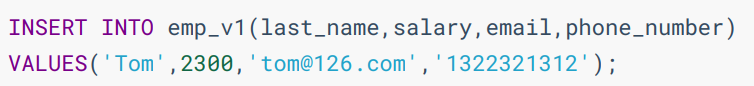 INSERT INTO emp_v1(last_name,salary,email,phone_number)
VALUES('Tom',2300,'tom@126.com','1322321312');